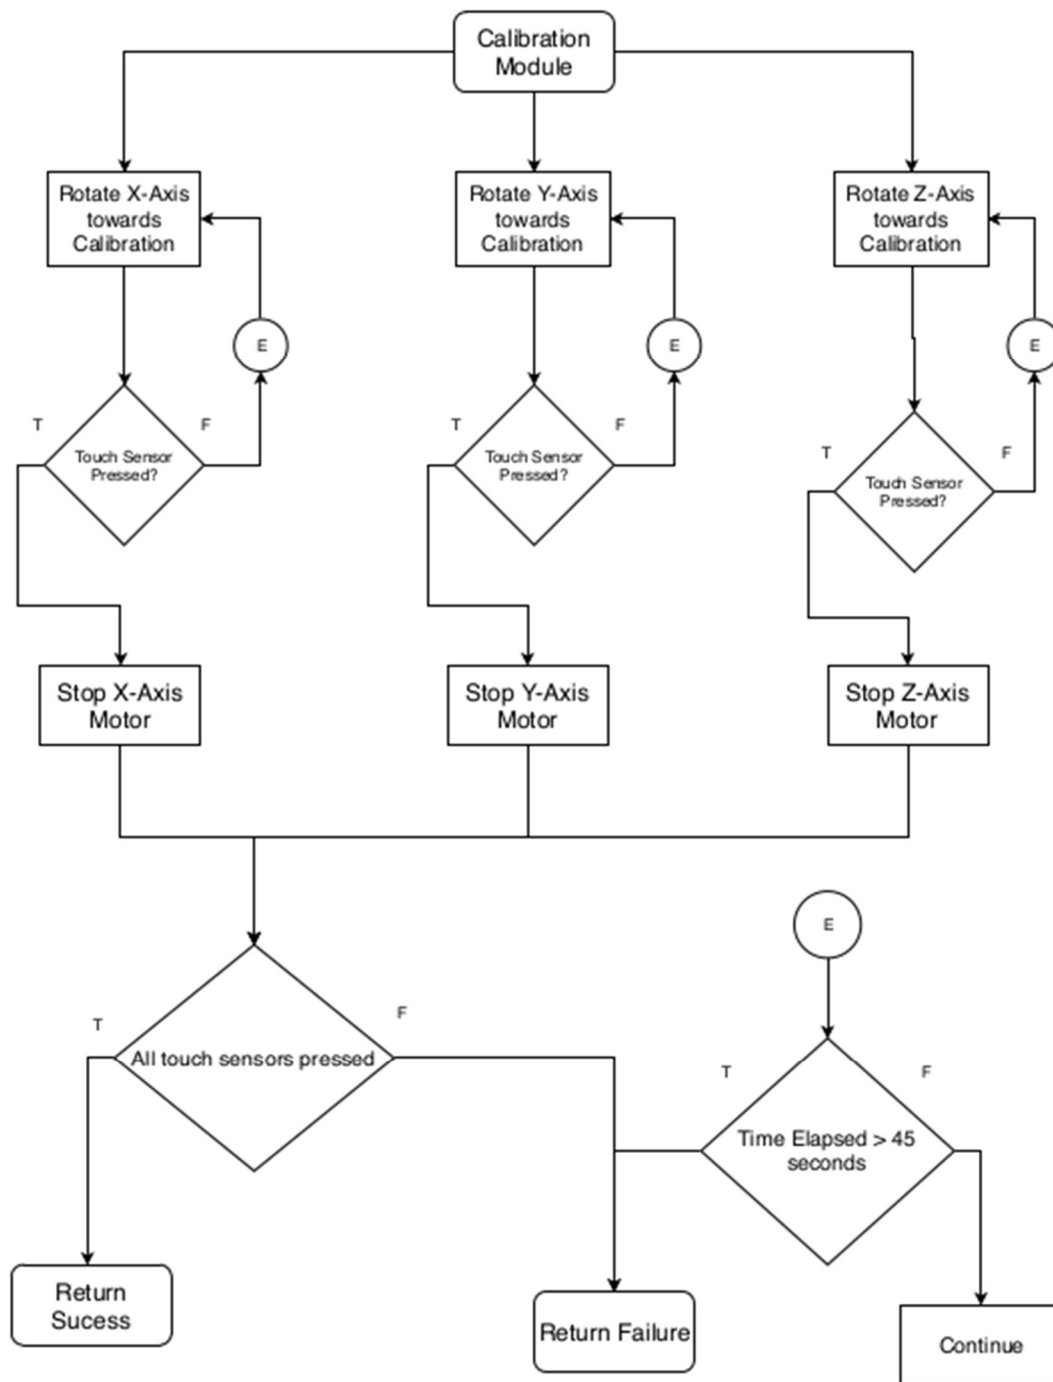 Calibration
Module
Rotate X-Axis
towards
Calibration
Rotate Y-Axis
towards
Calibration
Rotate Z-Axis
towards
Calibration
E
E
E
T
F
T
F
T
F
Touch Sensor
Pressed?
Touch Sensor
Pressed?
Touch Sensor
Pressed?
Stop X-Axis
Motor
Stop Y-Axis
Motor
Stop Z-Axis
Motor
E
T
F
All touch sensors pressed
T
F
Time Elapsed > 45
seconds
Return
Sucess
Return Failure
Continue